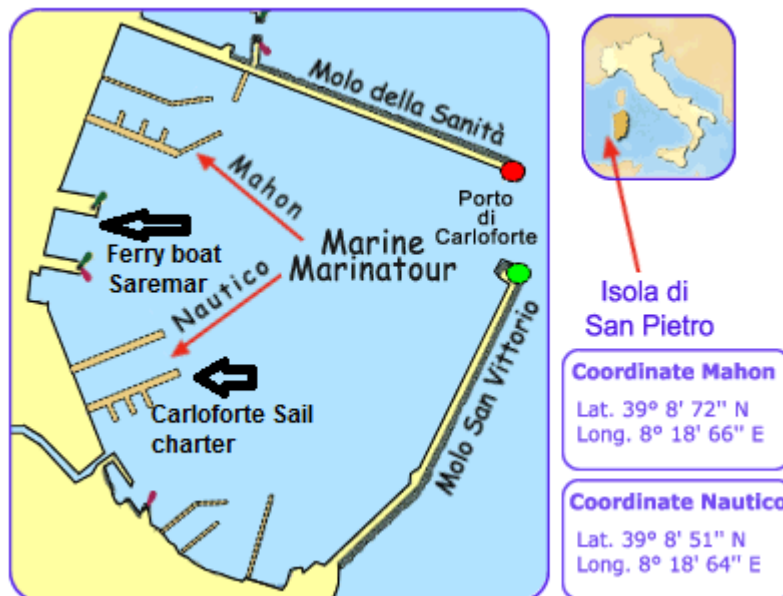 Molo della Sanità
Mahon
Porto
di
Carloforte
Ferry boat
Saremar
Marine
Marinatour
Nautico
Carloforte Sail
charter
Molo San Vittorio
Isola di
San Pietro
Coordinate Mahon
Lat. 39° 8' 72'' N
Long. 8° 18' 66'' E
Coordinate Nautico
Lat. 39° 8' 51'' N
Long. 8° 18' 64'' E